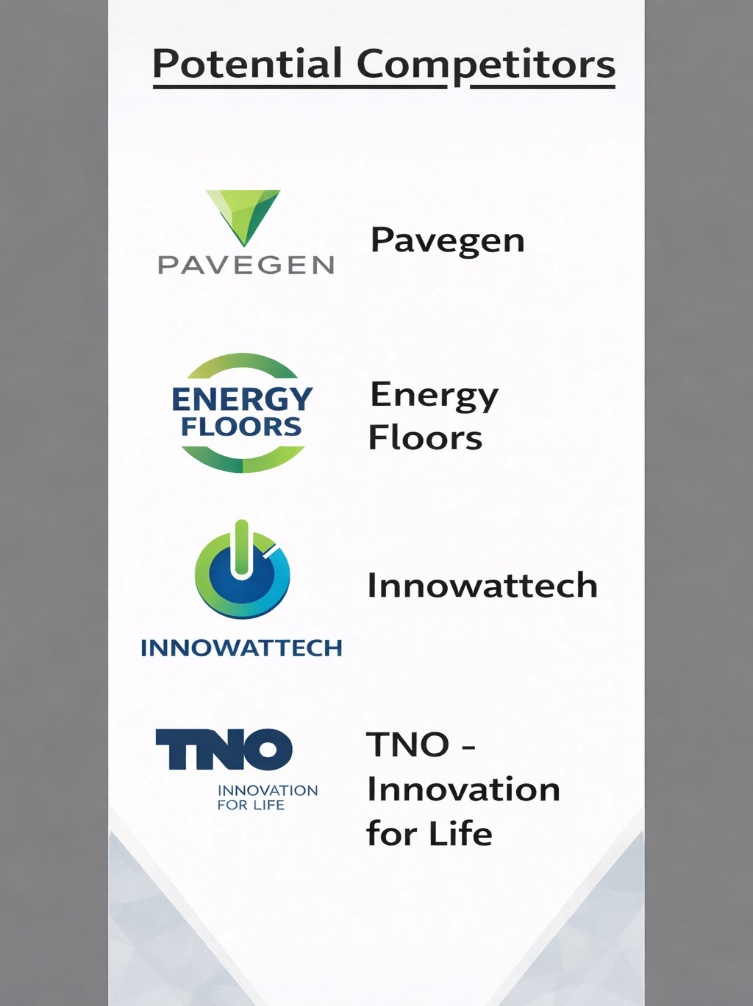 Potential Competitors
PAVEGEN
Pavegen
ENERGY
FLOORS
Energy
Floors
INNOWATTECH
Innowattech
TNO
INNOVATION
FOR LIFE
TNO -
Innovation
for Life